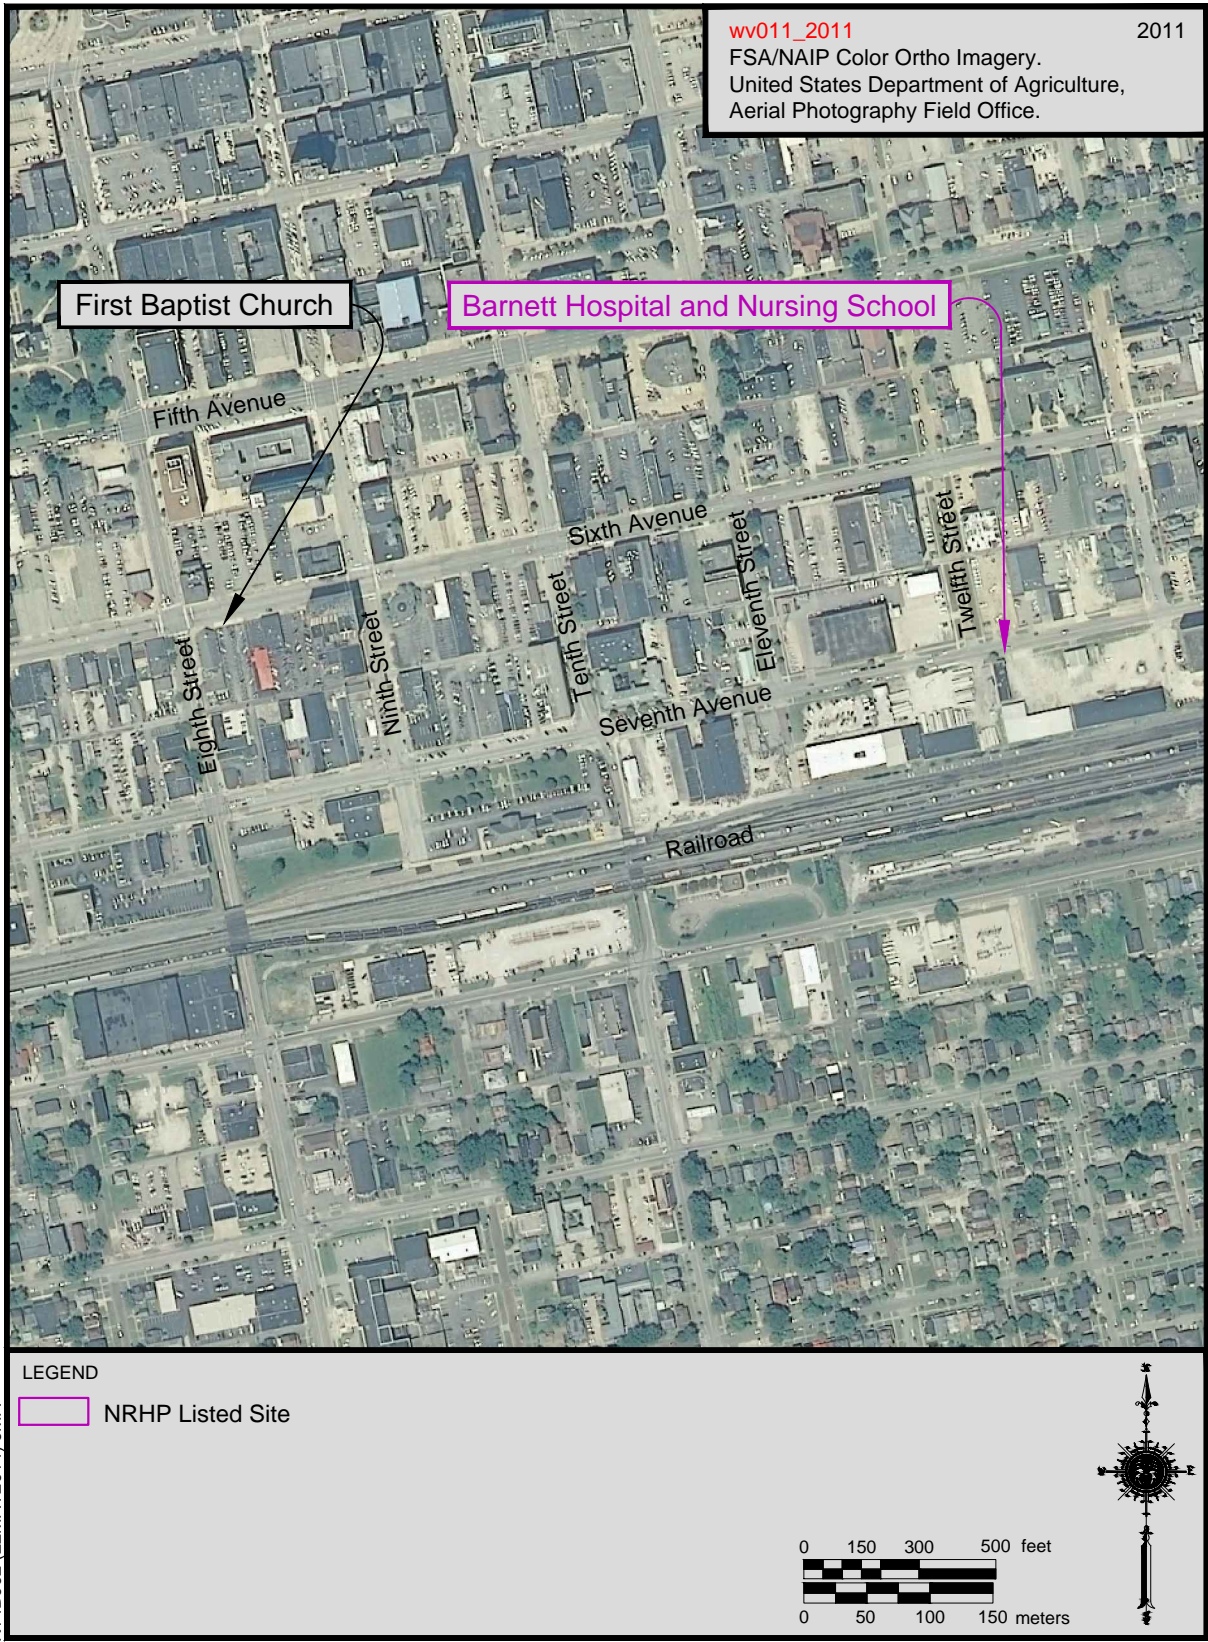 wv011_2011 2011
FSA/NAIP Color Ortho Imagery.
United States Department of Agriculture,
Aerial Photography Field Office.
First Baptist Church
Barnett Hospital and Nursing School
Fifth Avenue
Sixth Avenue
Eighth Street
Ninth Street
Tenth Street
Eleventh Street
Twelfth Street
Seventh Avenue
Railroad
LEGEND
NRHP Listed Site
0 150 300 500 feet
0 50 100 150 meters